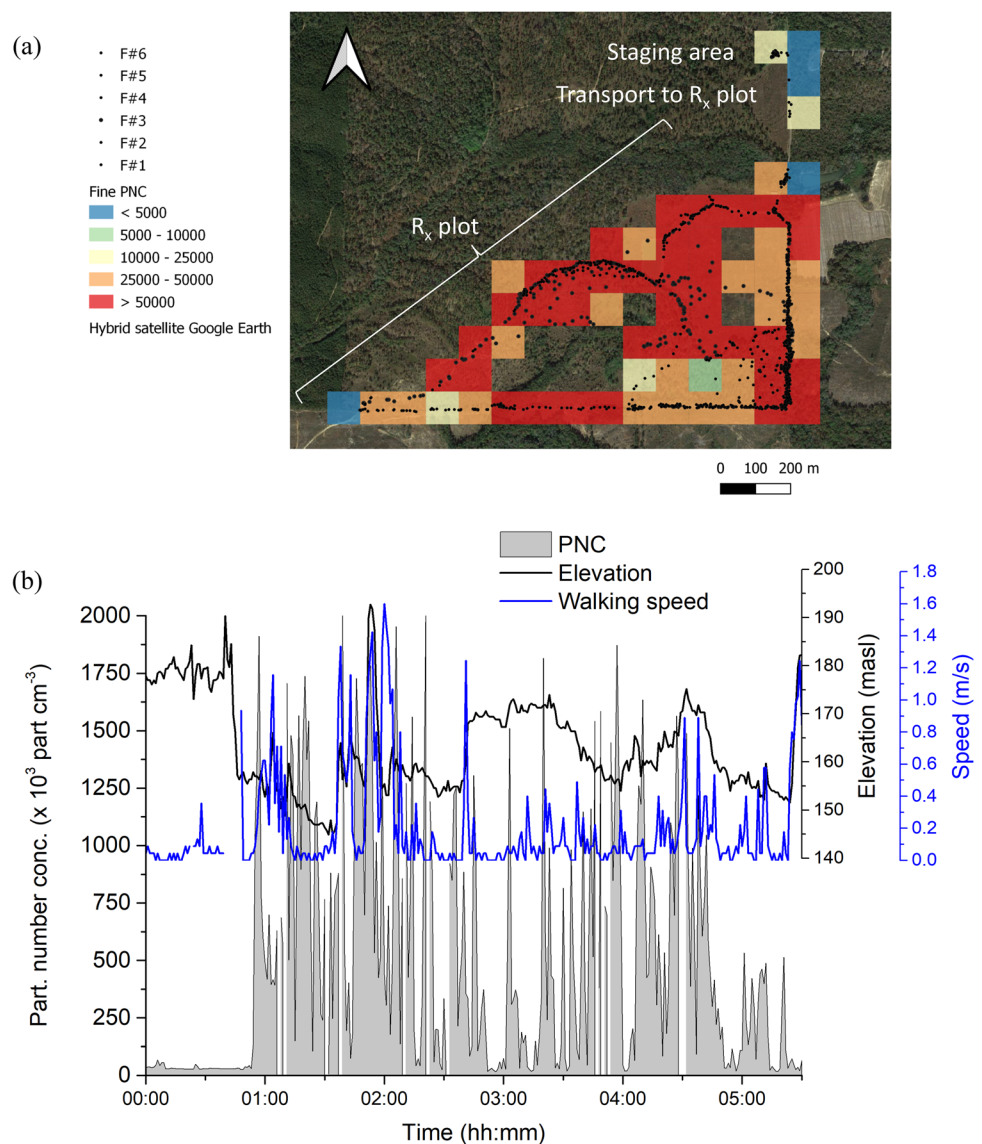 (a)
F#6
F#5
F#4
F#3
F#2
F#1
Fine PNC
< 5000
5000 - 10000
10000 - 25000
25000 - 50000
> 50000
Hybrid satellite Google Earth
Staging area
Transport to Rx plot
Rx plot
0 100 200 m
(b)
PNC
Elevation
Walking speed
Part. number conc. (x 10³ part cm⁻³)
2000
1750
1500
1250
1000
750
500
250
0
00:00 01:00 02:00 03:00 04:00 05:00
Time (hh:mm)
200
190
180
170
160
150
140
Elevation (masl)
1.8
1.6
1.4
1.2
1.0
0.8
0.6
0.4
0.2
0.0
Speed (m/s)